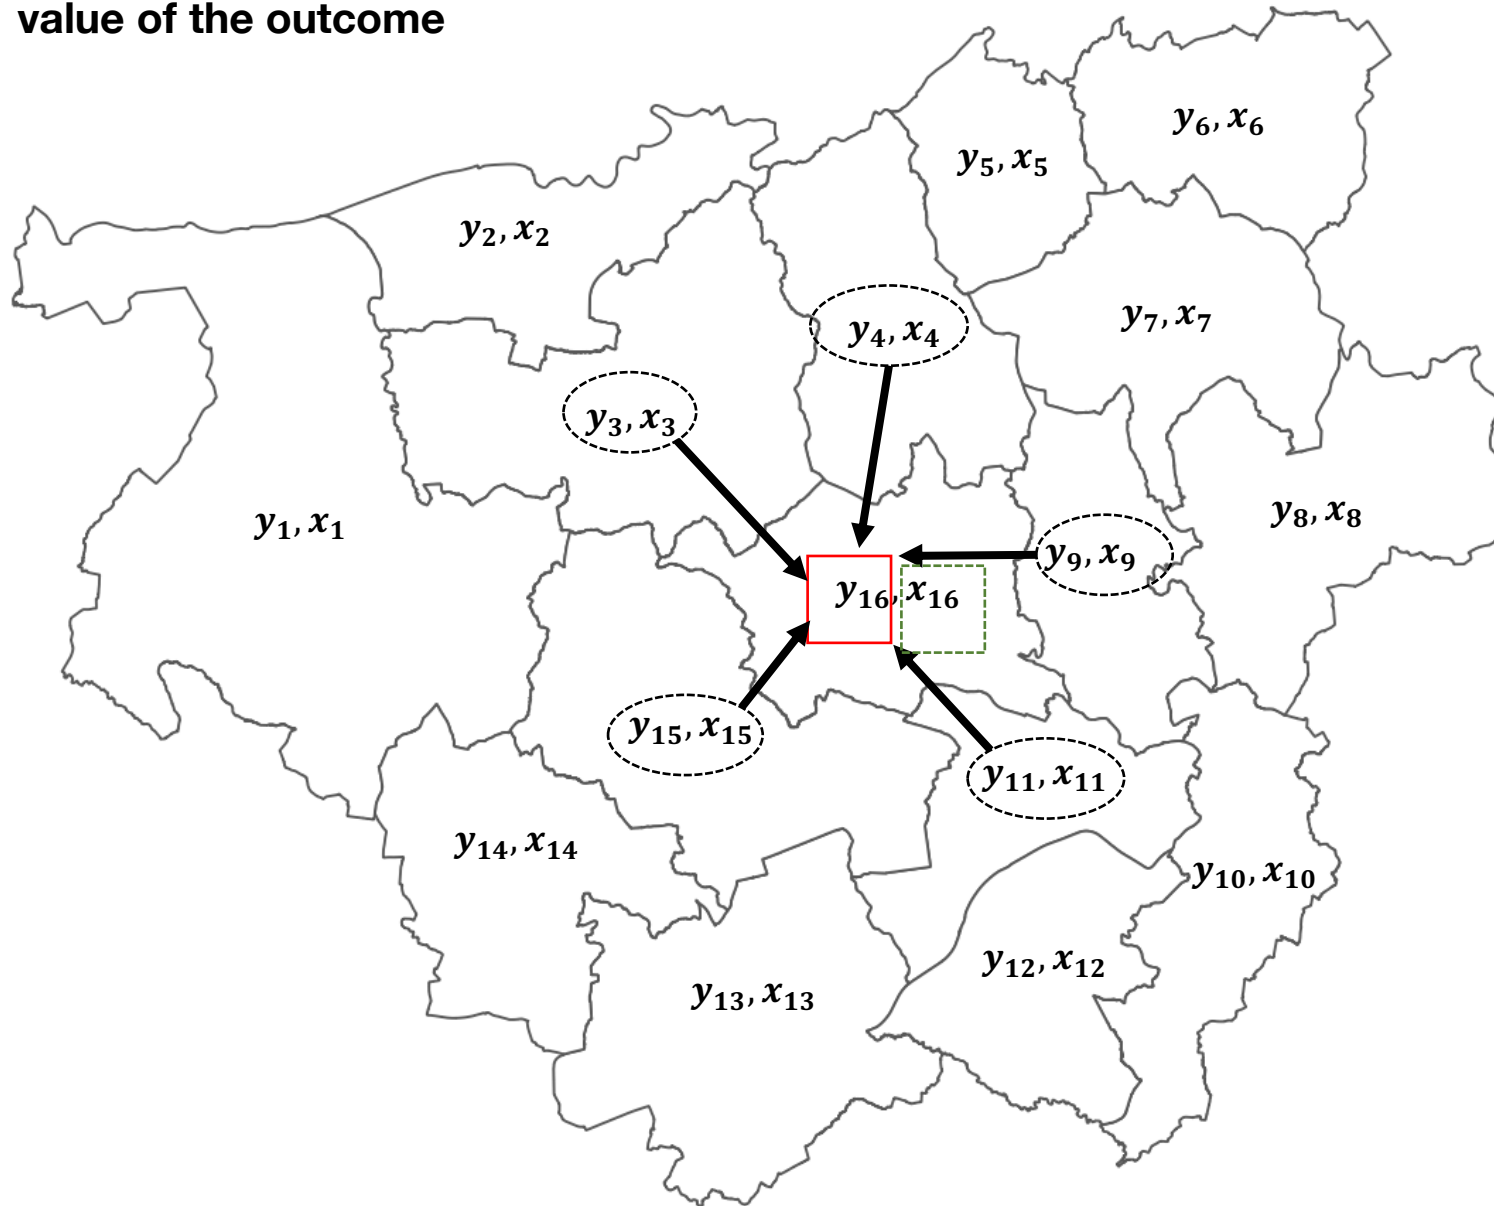 value of the outcome
y₆, x₆
y₅, x₅
y₂, x₂
y₇, x₇
y₄, x₄
y₃, x₃
y₈, x₈
y₁, x₁
y₉, x₉
y₁₆, x₁₆
y₁₅, x₁₅
y₁₁, x₁₁
y₁₄, x₁₄
y₁₀, x₁₀
y₁₂, x₁₂
y₁₃, x₁₃